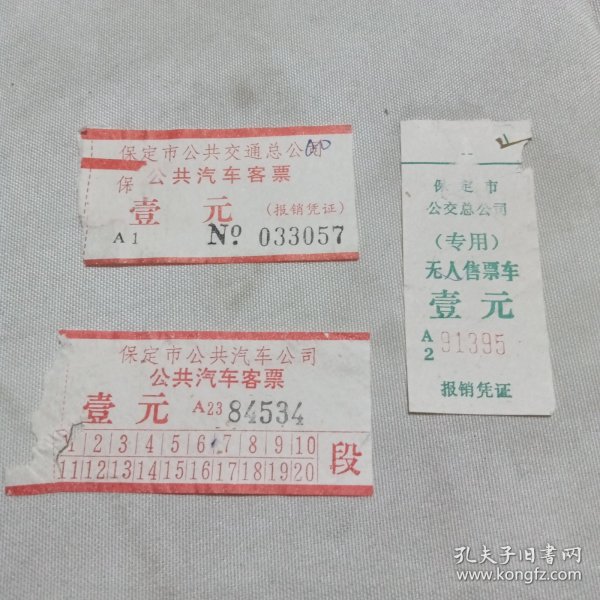 保定市公共交通总公司
保 公共汽车客票
壹 元 (报销凭证)
A1 № 033057
保定市公共汽车公司
公共汽车客票
壹 元 A23 84534
1 2 3 4 5 6 7 8 9 10
11 12 13 14 15 16 17 18 19 20
段
保定市
公交总公司
(专用)
无人售票车
壹 元
A2 91395
报销凭证
孔夫子旧书网
www.kongfz.com